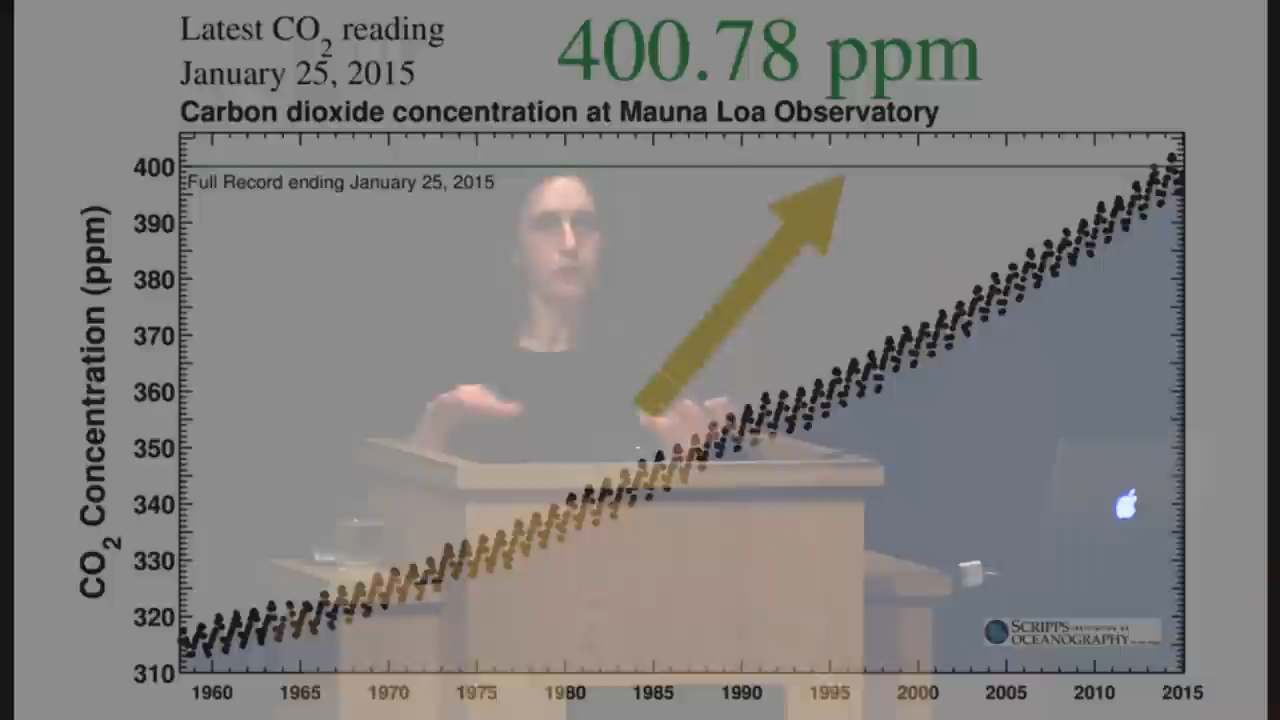 Latest CO2 reading
January 25, 2015
400.78 ppm
Carbon dioxide concentration at Mauna Loa Observatory
Full Record ending January 25, 2015
CO2 Concentration (ppm)
400
390
380
370
360
350
340
330
320
310
1960 1965 1970 1975 1980 1985 1990 1995 2000 2005 2010 2015
SCRIPPS
OCEANOGRAPHY